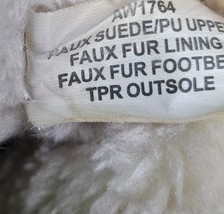 AW1764
FAUX SUEDE/PU UPPE
FAUX FUR LINING
FAUX FUR FOOTBE
TPR OUTSOLE